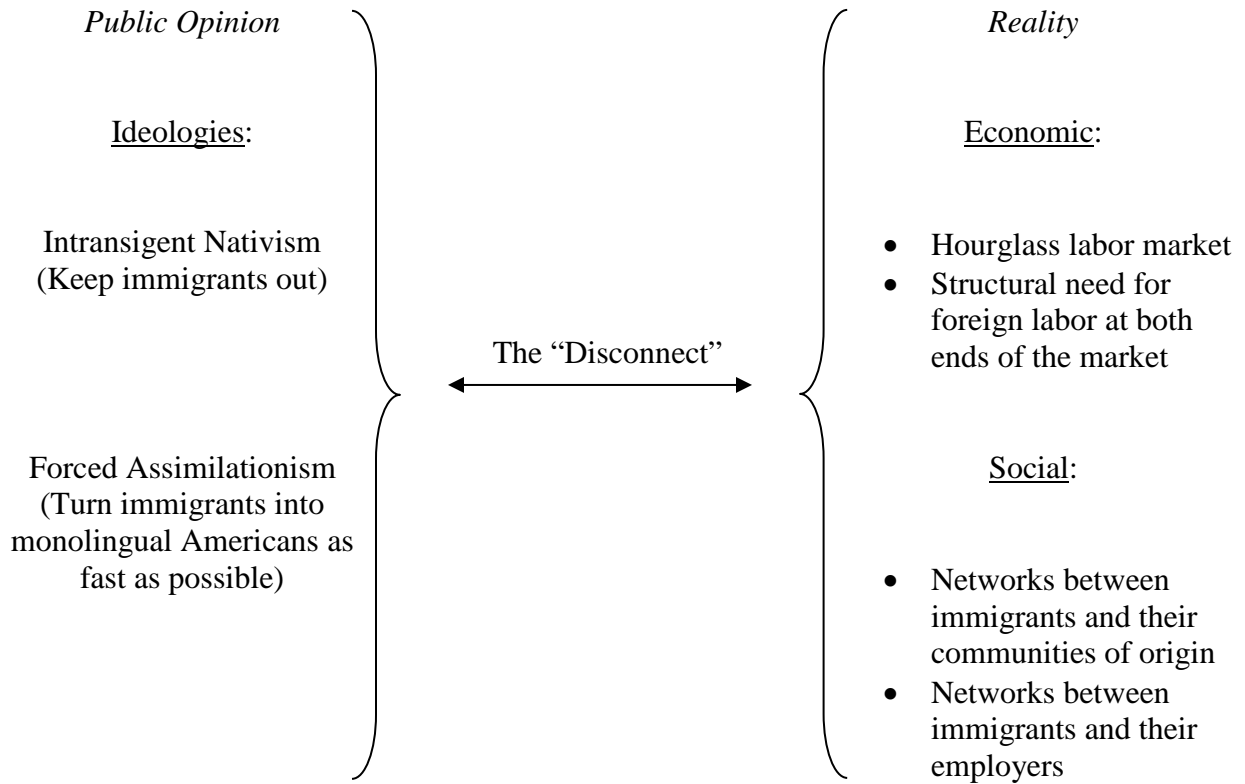 Public Opinion
Ideologies:
Intransigent Nativism
(Keep immigrants out)
Forced Assimilationism
(Turn immigrants into
monolingual Americans as
fast as possible)
The “Disconnect”
Reality
Economic:
• Hourglass labor market
• Structural need for
foreign labor at both
ends of the market
Social:
• Networks between
immigrants and their
communities of origin
• Networks between
immigrants and their
employers